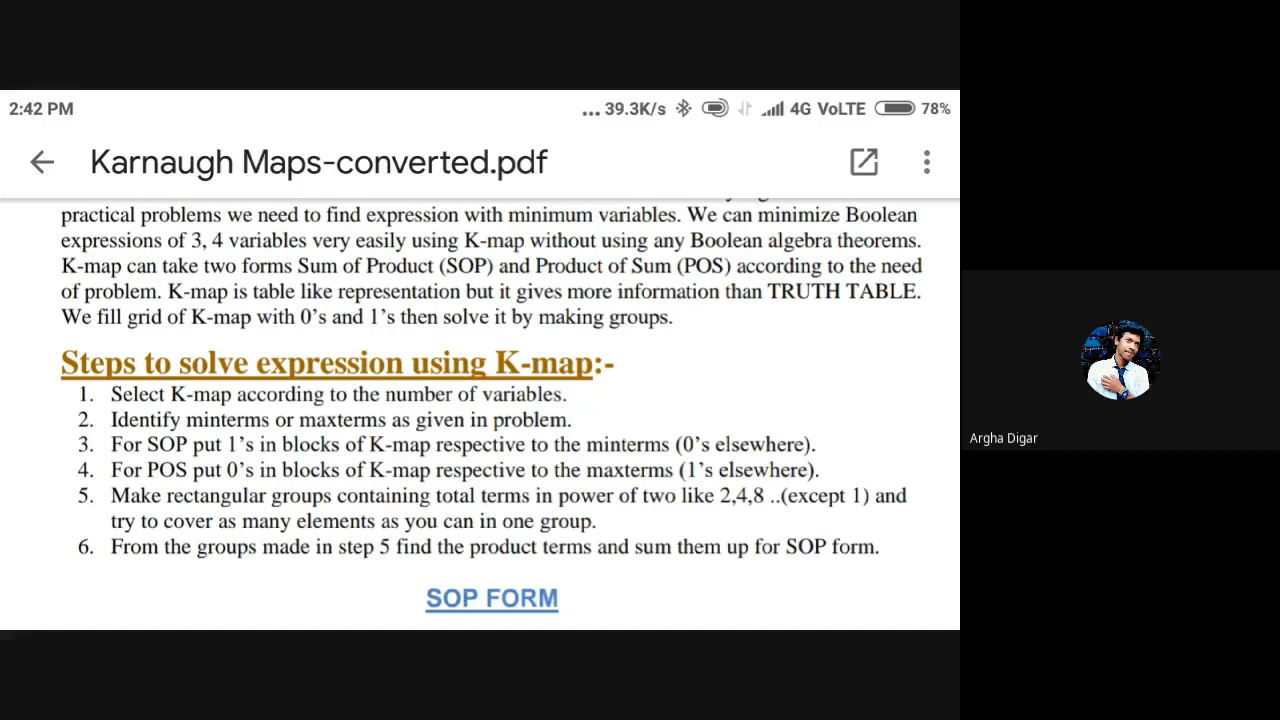 2:42 PM
... 39.3K/s 4G VoLTE 78%
Karnaugh Maps-converted.pdf
practical problems we need to find expression with minimum variables. We can minimize Boolean
expressions of 3, 4 variables very easily using K-map without using any Boolean algebra theorems.
K-map can take two forms Sum of Product (SOP) and Product of Sum (POS) according to the need
of problem. K-map is table like representation but it gives more information than TRUTH TABLE.
We fill grid of K-map with 0’s and 1’s then solve it by making groups.
Steps to solve expression using K-map:-
1. Select K-map according to the number of variables.
2. Identify minterms or maxterms as given in problem.
3. For SOP put 1’s in blocks of K-map respective to the minterms (0’s elsewhere).
4. For POS put 0’s in blocks of K-map respective to the maxterms (1’s elsewhere).
5. Make rectangular groups containing total terms in power of two like 2,4,8 ..(except 1) and
try to cover as many elements as you can in one group.
6. From the groups made in step 5 find the product terms and sum them up for SOP form.
SOP FORM
Argha Digar